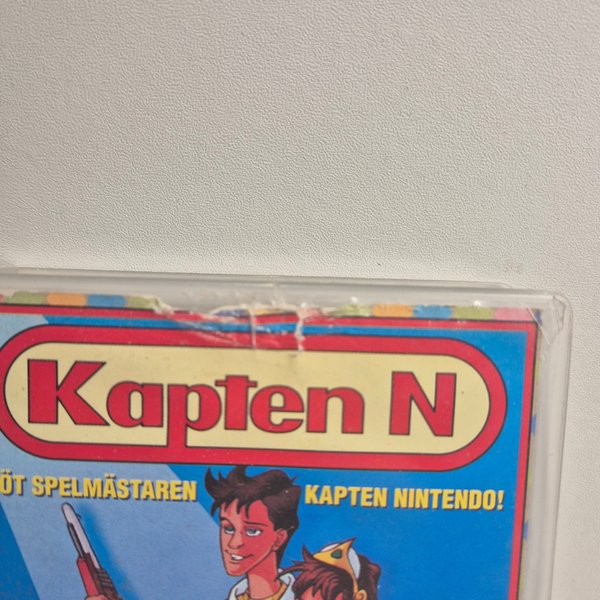 Kapten N
ÖT SPELMÄSTAREN KAPTEN NINTENDO!